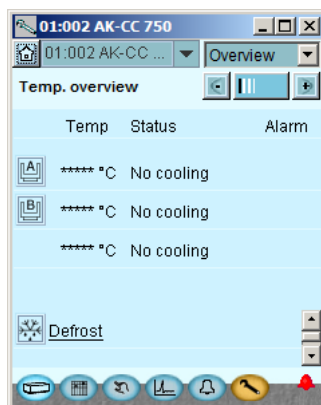 01:002 AK-CC 750
01:002 AK-CC ... Overview
Temp. overview
Temp Status Alarm
A ***** °C No cooling
B ***** °C No cooling
***** °C No cooling
Defrost